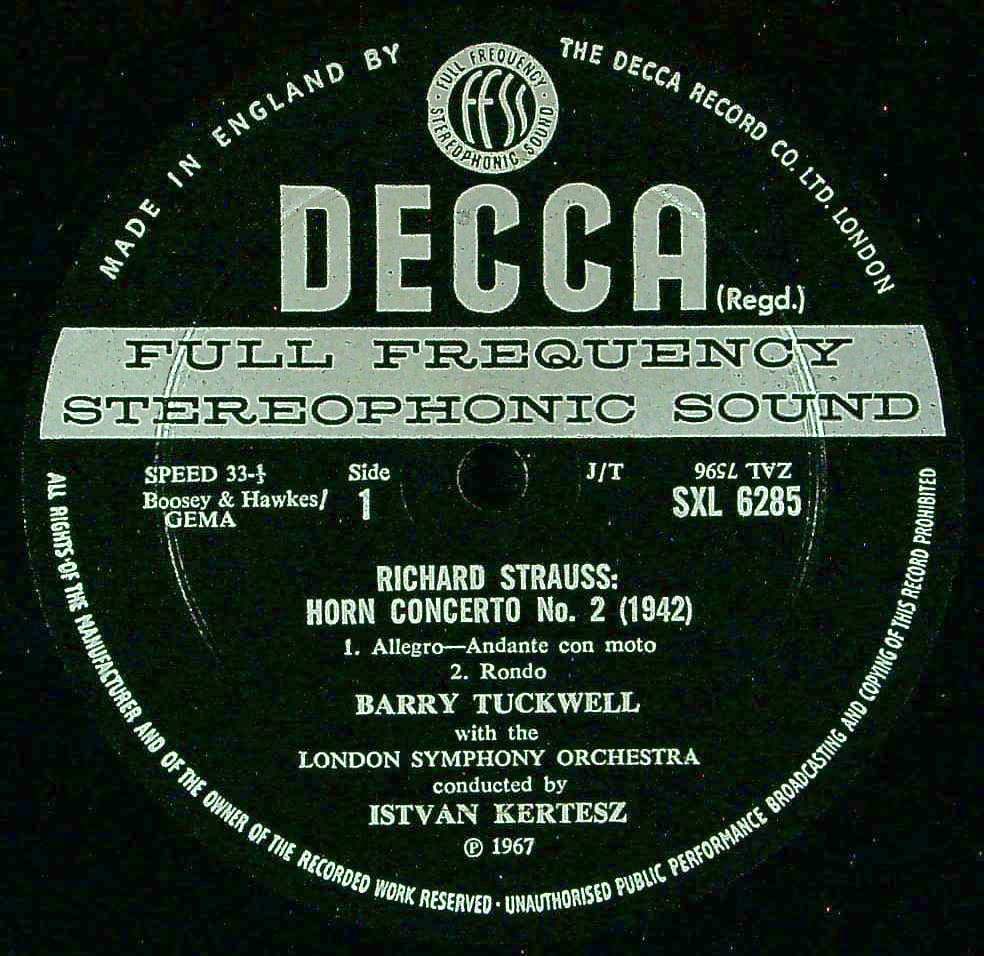 MADE IN ENGLAND BY
THE DECCA RECORD CO. LTD. LONDON
FULL FREQUENCY
FFSS
STEREOPHONIC SOUND
DECCA
(Regd.)
FULL FREQUENCY
STEREOPHONIC SOUND
SPEED 33-⅓ Side J/T ZAL 7596
Boosey & Hawkes/ 1 SXL 6285
GEMA
RICHARD STRAUSS:
HORN CONCERTO No. 2 (1942)
1. Allegro—Andante con moto
2. Rondo
BARRY TUCKWELL
with the
LONDON SYMPHONY ORCHESTRA
conducted by
ISTVAN KERTESZ
℗ 1967
ALL RIGHTS OF THE MANUFACTURER AND OF THE OWNER OF THE RECORDED WORK RESERVED · UNAUTHORISED PUBLIC PERFORMANCE BROADCASTING AND COPYING OF THIS RECORD PROHIBITED